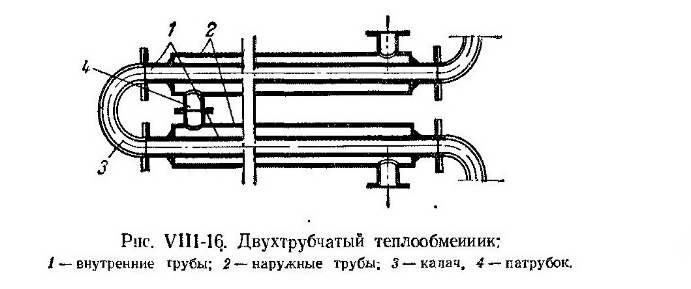 1 2
4
3
Рис. VIII-16. Двухтрубчатый теплообменник:
1 — внутренние трубы; 2 — наружные трубы; 3 — калач, 4 — патрубок.